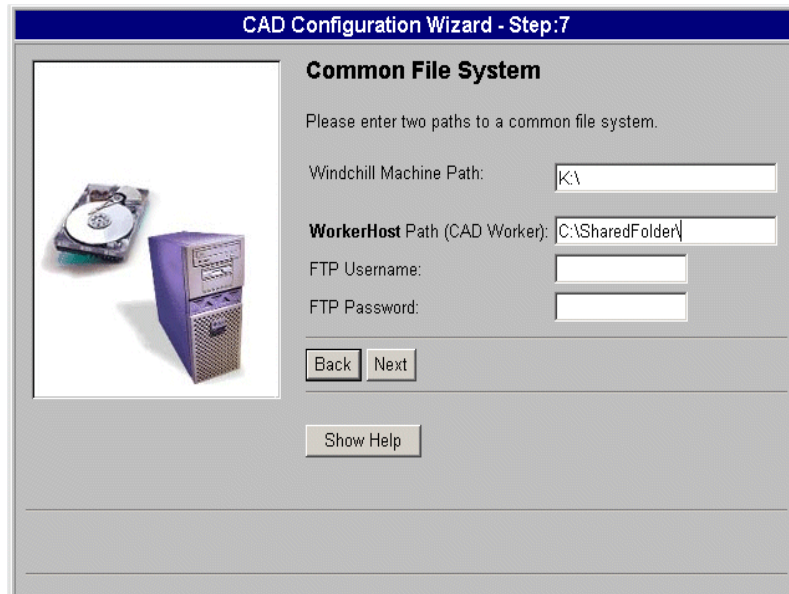 CAD Configuration Wizard - Step:7
Common File System
Please enter two paths to a common file system.
Windchill Machine Path:
K:\
WorkerHost Path (CAD Worker):
C:\SharedFolder\
FTP Username:
FTP Password:
Back
Next
Show Help